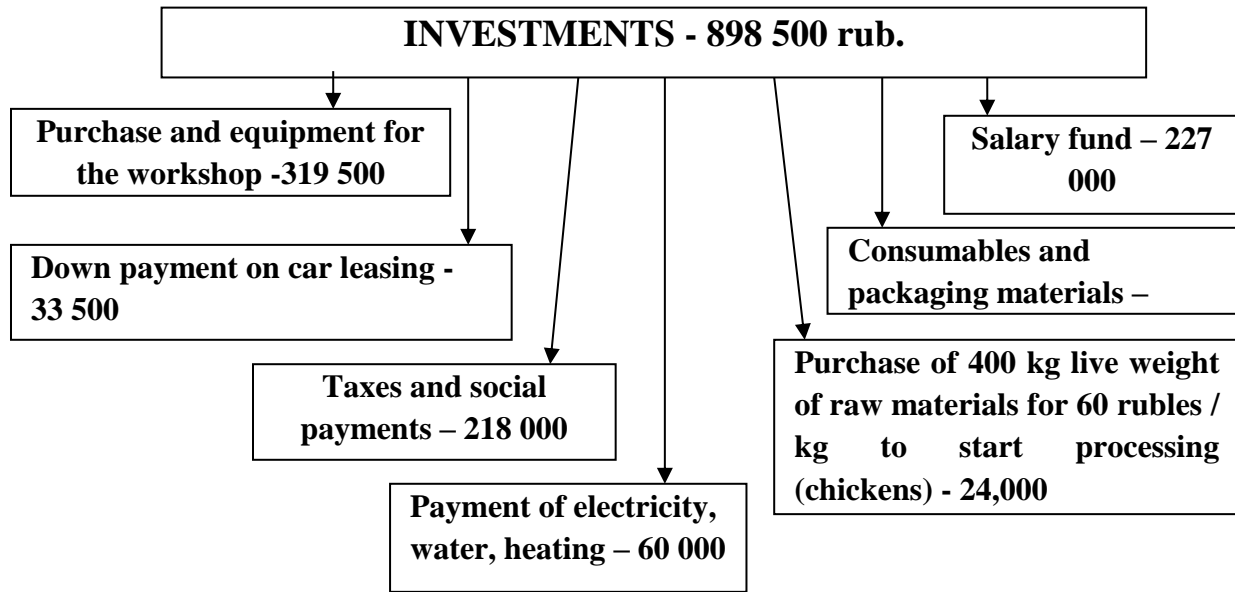 INVESTMENTS - 898 500 rub.
Purchase and equipment for
the workshop -319 500
Salary fund – 227
000
Down payment on car leasing -
33 500
Consumables and
packaging materials –
Taxes and social
payments – 218 000
Purchase of 400 kg live weight
of raw materials for 60 rubles /
kg to start processing
(chickens) - 24,000
Payment of electricity,
water, heating – 60 000